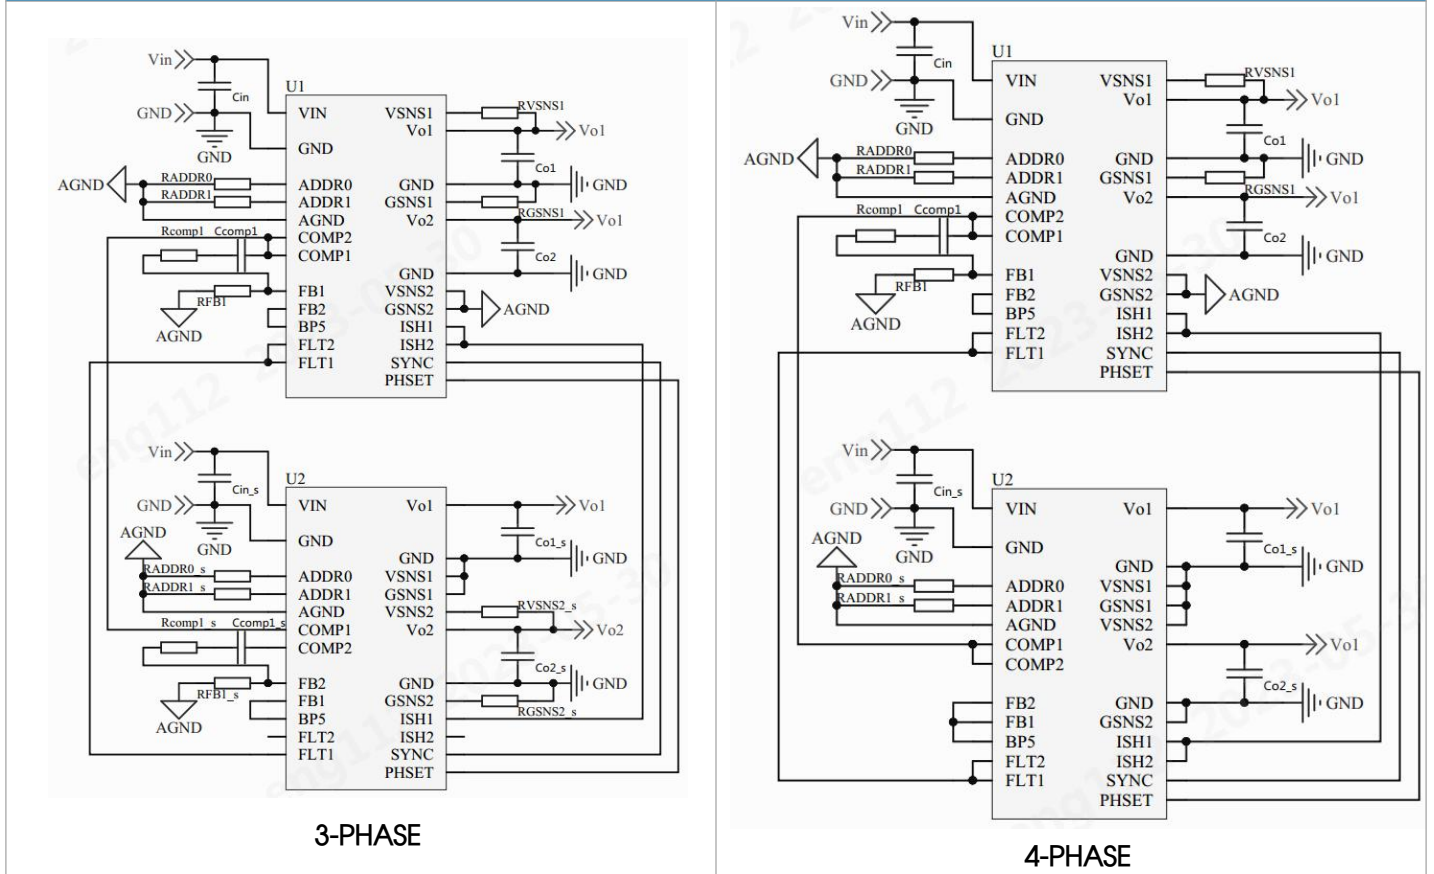 Vin
Cin
GND
GND
U1
VIN
GND
ADDR0
ADDR1
AGND
COMP2
COMP1
FB1
FB2
BP5
FLT2
FLT1
VSNS1
Vo1
GND
GSNS1
Vo2
GND
VSNS2
GSNS2
ISH1
ISH2
SYNC
PHSET
AGND
RADDR0
RADDR1
Rcomp1
Ccomp1
RFB1
AGND
RVSNS1
Vo1
Co1
GND
RGSNS1
Vo1
Co2
GND
AGND
Vin
Cin_s
GND
GND
AGND
U2
VIN
GND
ADDR0
ADDR1
AGND
COMP1
COMP2
FB2
FB1
BP5
FLT2
FLT1
Vo1
GND
VSNS1
GSNS1
VSNS2
Vo2
GND
GSNS2
ISH1
ISH2
SYNC
PHSET
RADDR0_s
RADDR1_s
Rcomp1_s
Ccomp1_s
RFB1_s
AGND
Vo1
Co1_s
GND
RVSNS2_s
Vo2
Co2_s
GND
RGSNS2_s
3-PHASE
Vin
Cin
GND
GND
U1
VIN
GND
ADDR0
ADDR1
AGND
COMP2
COMP1
FB1
FB2
BP5
FLT2
FLT1
VSNS1
Vo1
GND
GSNS1
Vo2
GND
VSNS2
GSNS2
ISH1
ISH2
SYNC
PHSET
AGND
RADDR0
RADDR1
Rcomp1
Ccomp1
RFB1
AGND
RVSNS1
Vo1
Co1
GND
RGSNS1
Vo1
Co2
GND
AGND
Vin
Cin_s
GND
GND
AGND
U2
VIN
GND
ADDR0
ADDR1
AGND
COMP1
COMP2
FB2
FB1
BP5
FLT2
FLT1
Vo1
GND
VSNS1
GSNS1
VSNS2
Vo2
GND
GSNS2
ISH1
ISH2
SYNC
PHSET
RADDR0_s
RADDR1_s
Vo1
Co1_s
GND
Vo1
Co2_s
GND
4-PHASE
eng112 2023-05-30